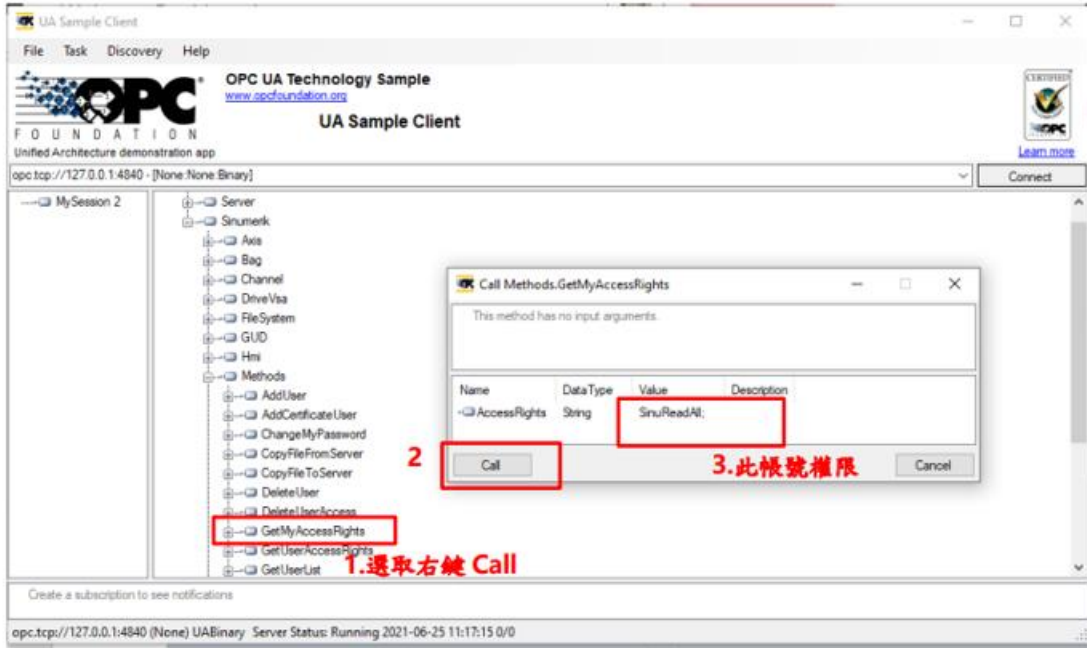 UA Sample Client
File Task Discovery Help
OPC
FOUNDATION
Unified Architecture demonstration app
OPC UA Technology Sample
www.opcfoundation.org
UA Sample Client
CERTIFIED
OPC
Learn more
opc.tcp://127.0.0.1:4840 - [None:None:Binary]
Connect
MySession 2
Server
Sinumerik
Axis
Bag
Channel
DriveVsa
FileSystem
GUD
Hmi
Methods
AddUser
AddCertificateUser
ChangeMyPassword
CopyFileFromServer
CopyFileToServer
DeleteUser
DeleteUserAccess
GetMyAccessRights
GetUserAccessRights
GetUserList
1.選取右鍵 Call
Call Methods.GetMyAccessRights
This method has no input arguments.
Name DataType Value Description
AccessRights String SinuReadAll;
2
Call
3.此帳號權限
Cancel
Create a subscription to see notifications
opc.tcp://127.0.0.1:4840 (None) UABinary Server Status: Running 2021-06-25 11:17:15 0/0